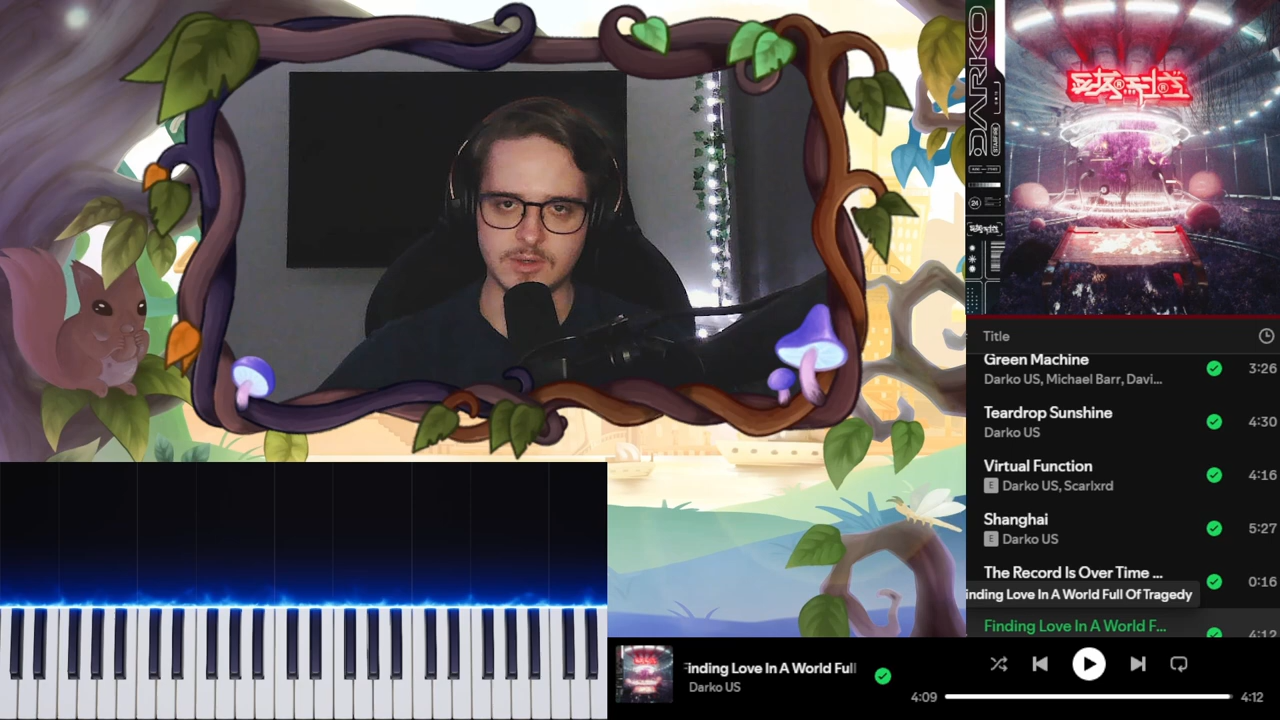 DARKO
STARFIRE
24
Title
Green Machine
Darko US, Michael Barr, Davi...
3:26
Teardrop Sunshine
Darko US
4:30
Virtual Function
E Darko US, Scarlxrd
4:16
Shanghai
E Darko US
5:27
The Record Is Over Time ...
0:16
inding Love In A World Full Of Tragedy
Finding Love In A World F...
4:12
inding Love In A World Full
Darko US
4:09
4:12